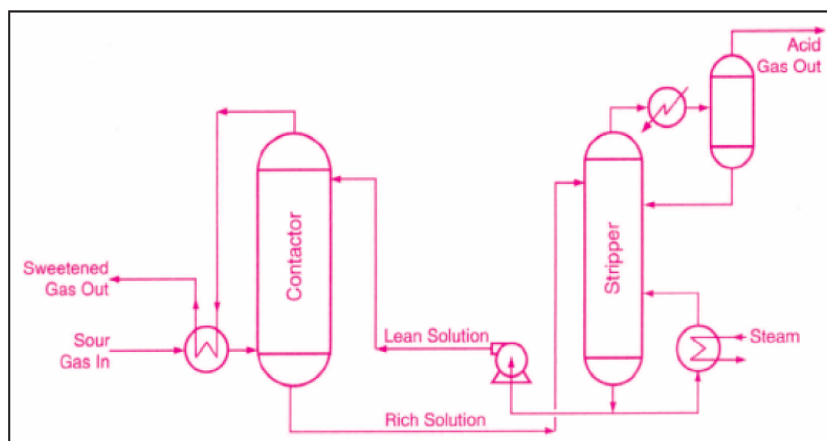 Acid
Gas Out
Contactor
Stripper
Sweetened
Gas Out
Sour
Gas In
Lean Solution
Steam
Rich Solution